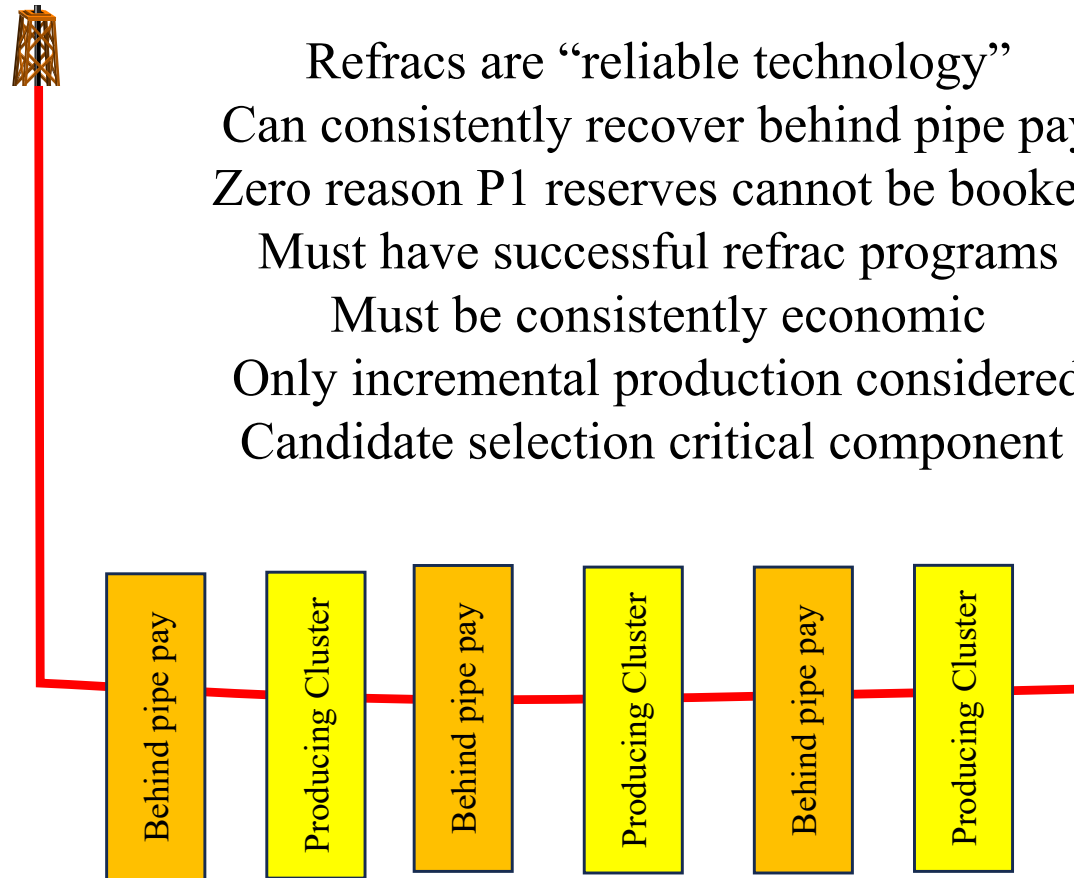 Refracs are “reliable technology”
Can consistently recover behind pipe pay
Zero reason P1 reserves cannot be booke
Must have successful refrac programs
Must be consistently economic
Only incremental production considered
Candidate selection critical component
Behind pipe pay
Producing Cluster
Behind pipe pay
Producing Cluster
Behind pipe pay
Producing Cluster